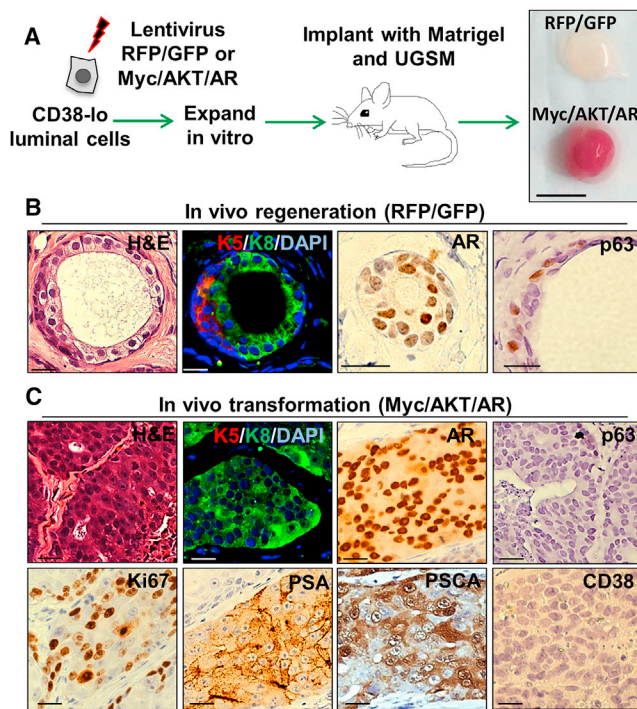 A
Lentivirus
RFP/GFP or
Myc/AKT/AR
CD38-lo
luminal cells
Expand
in vitro
Implant with Matrigel
and UGSM
RFP/GFP
Myc/AKT/AR
B
In vivo regeneration (RFP/GFP)
H&E
K5/K8/DAPI
AR
p63
C
In vivo transformation (Myc/AKT/AR)
H&E
K5/K8/DAPI
AR
p63
Ki67
PSA
PSCA
CD38